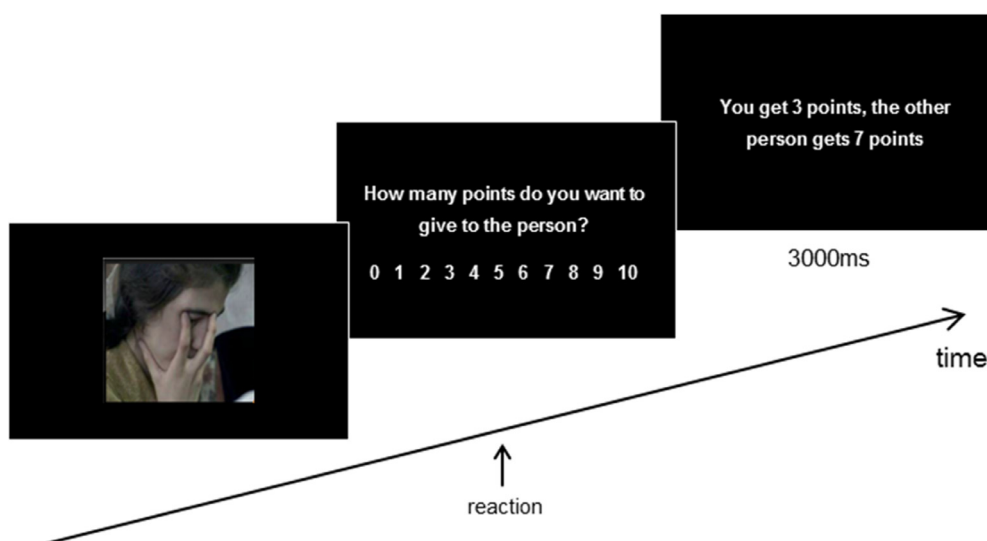 You get 3 points, the other
person gets 7 points
How many points do you want to
give to the person?
0 1 2 3 4 5 6 7 8 9 10
3000ms
time
reaction